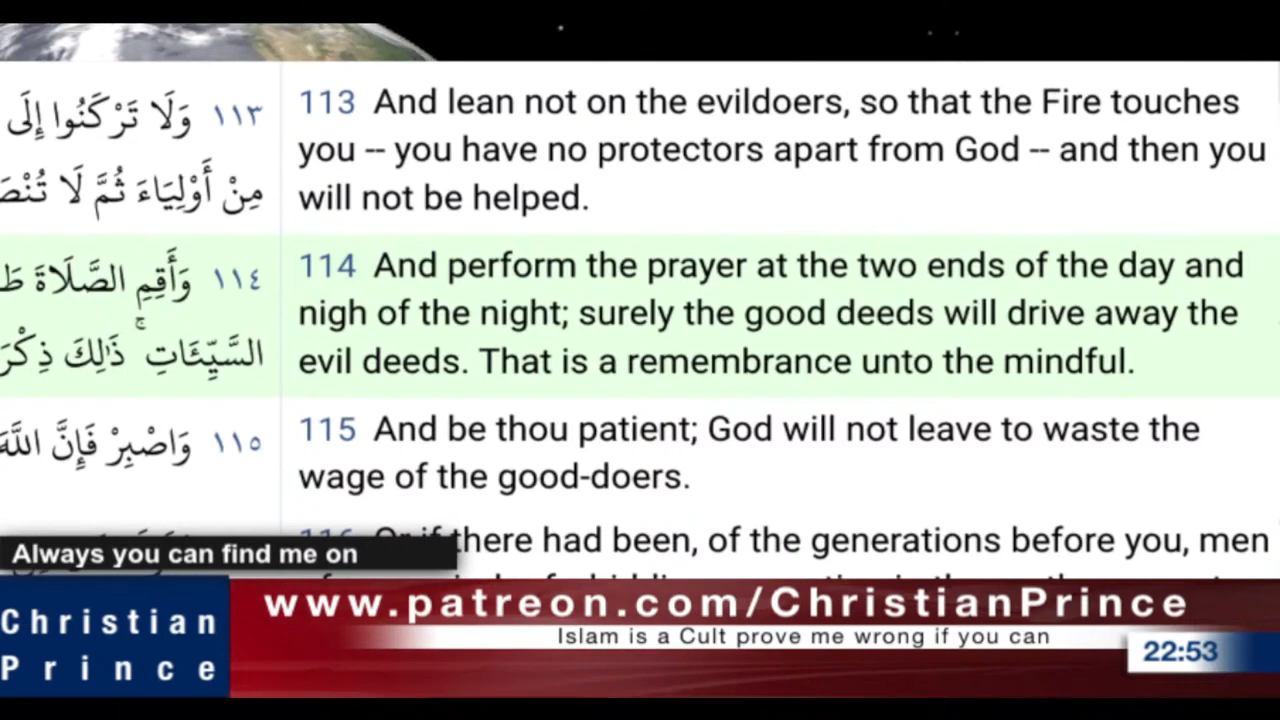 ١١٣ وَلَا تَرْكَنُوا إِلَى
مِنْ أَوْلِيَاءَ ثُمَّ لَا
113 And lean not on the evildoers, so that the Fire touches
you -- you have no protectors apart from God -- and then you
will not be helped.
١١٤ وَأَقِمِ الصَّلَاةَ
السَّيِّئَاتِ ۚ ذَٰلِكَ
114 And perform the prayer at the two ends of the day and
nigh of the night; surely the good deeds will drive away the
evil deeds. That is a remembrance unto the mindful.
١١٥ وَاصْبِرْ فَإِنَّ اللَّهَ
115 And be thou patient; God will not leave to waste the
wage of the good-doers.
116 Or if there had been, of the generations before you, men
Always you can find me on
Christian
Prince
www.patreon.com/ChristianPrince
Islam is a Cult prove me wrong if you can
22:53